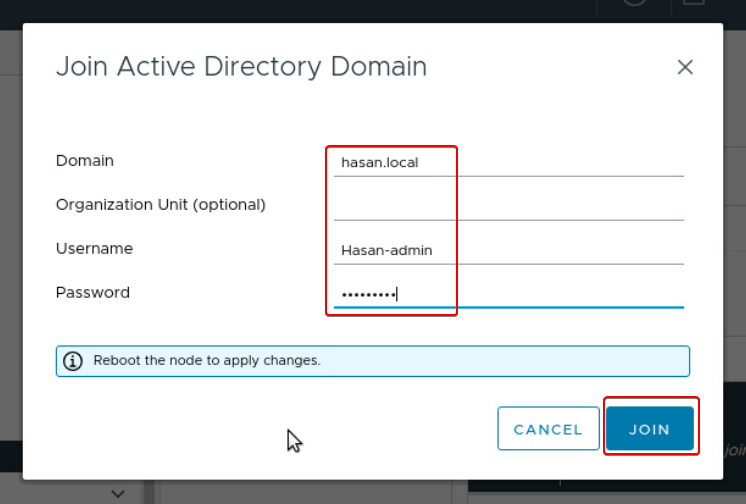 Join Active Directory Domain
Domain hasan.local
Organization Unit (optional)
Username Hasan-admin
Password •••••••••
Reboot the node to apply changes.
CANCEL JOIN
join